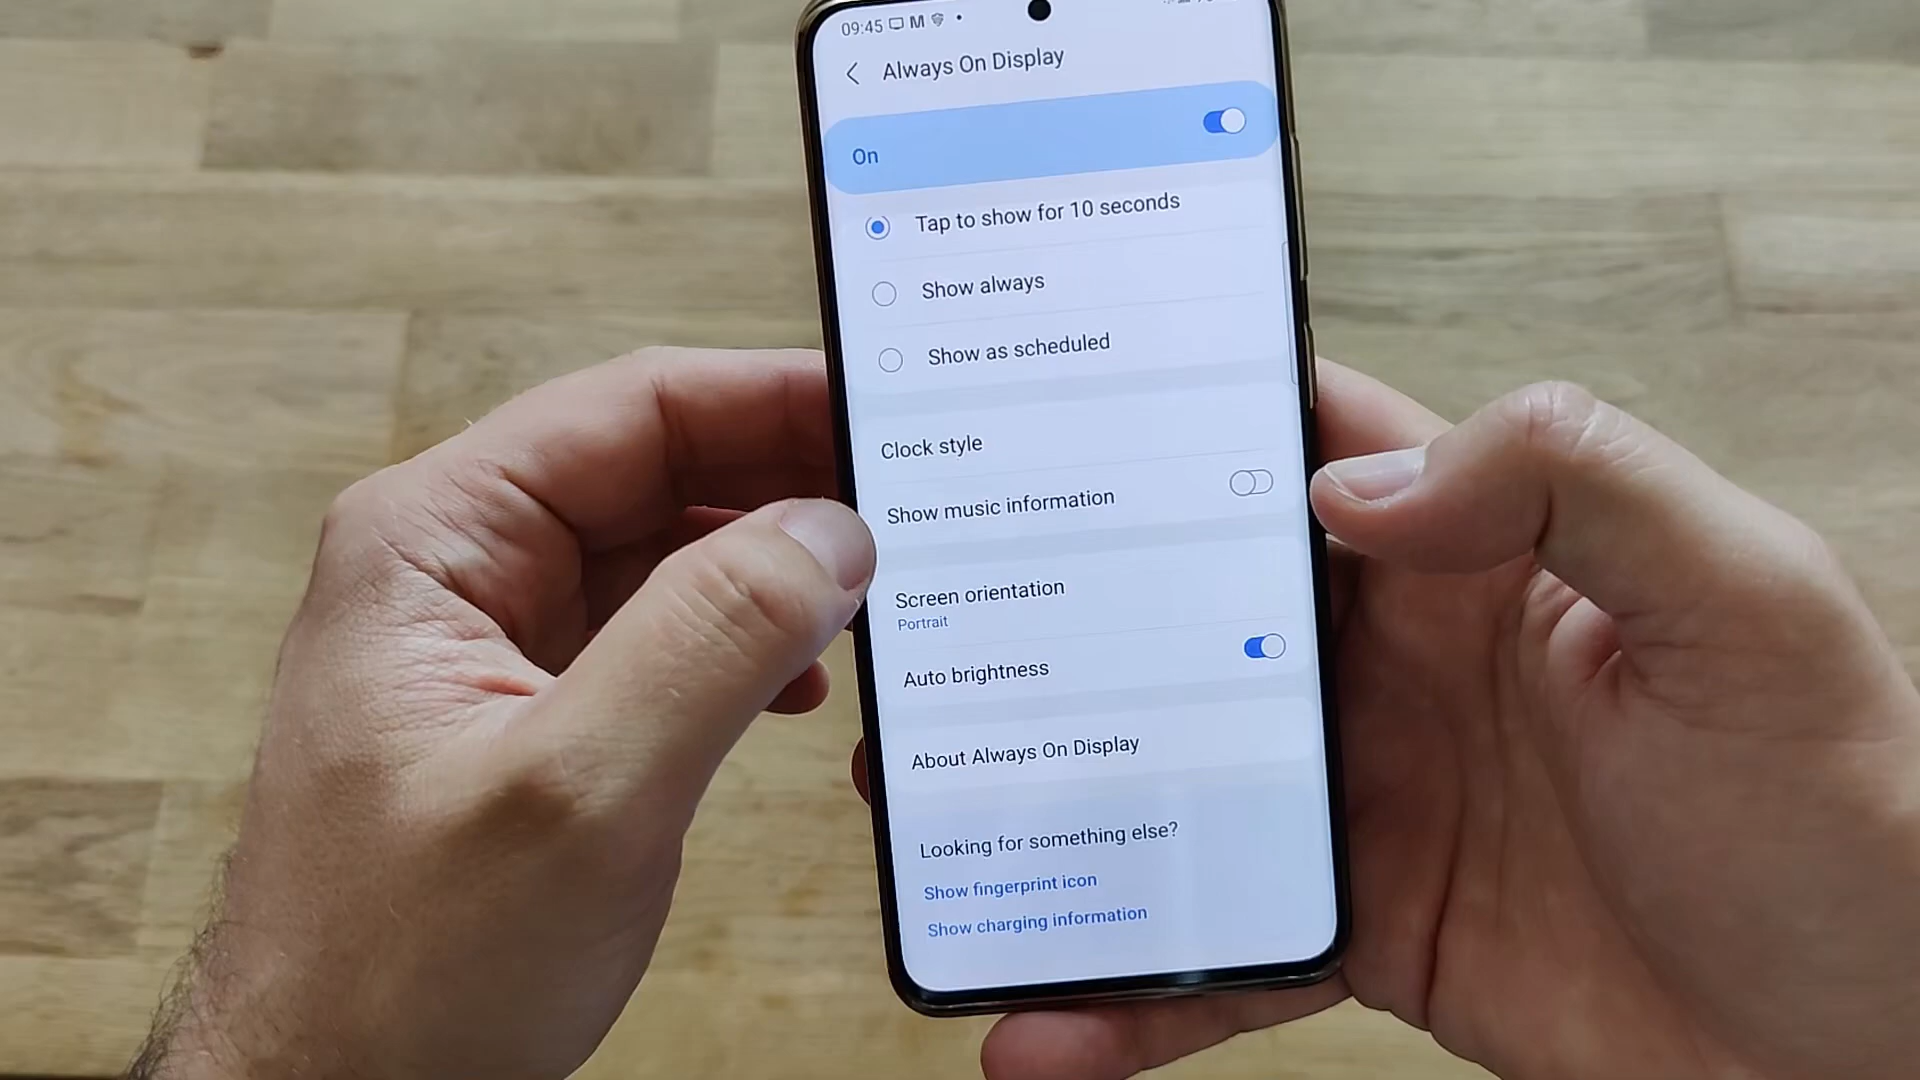 09:45 M
Always On Display
On
Tap to show for 10 seconds
Show always
Show as scheduled
Clock style
Show music information
Screen orientation
Portrait
Auto brightness
About Always On Display
Looking for something else?
Show fingerprint icon
Show charging information